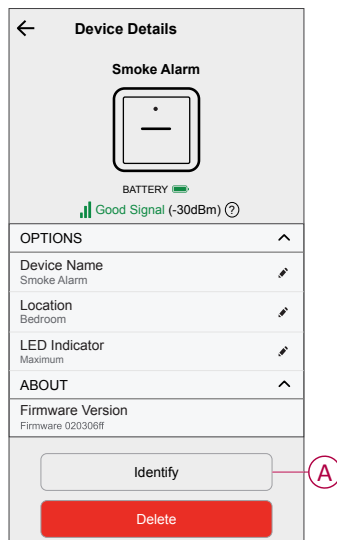 Device Details
Smoke Alarm
BATTERY
Good Signal (-30dBm) ?
OPTIONS
Device Name
Smoke Alarm
Location
Bedroom
LED Indicator
Maximum
ABOUT
Firmware Version
Firmware 020306ff
Identify
A
Delete